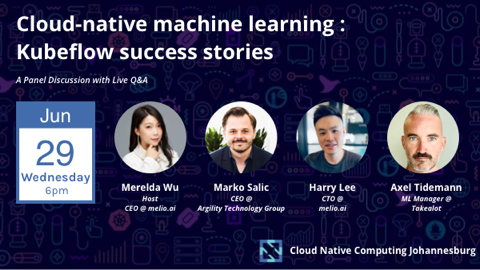 Cloud-native machine learning :
Kubeflow success stories
A Panel Discussion with Live Q&A
Jun
29
Wednesday
6pm
Merelda Wu
Host
CEO @ melio.ai
Marko Salic
CEO @
Argility Technology Group
Harry Lee
CTO @
melio.ai
Axel Tidemann
ML Manager @
Takealot
Cloud Native Computing Johannesburg